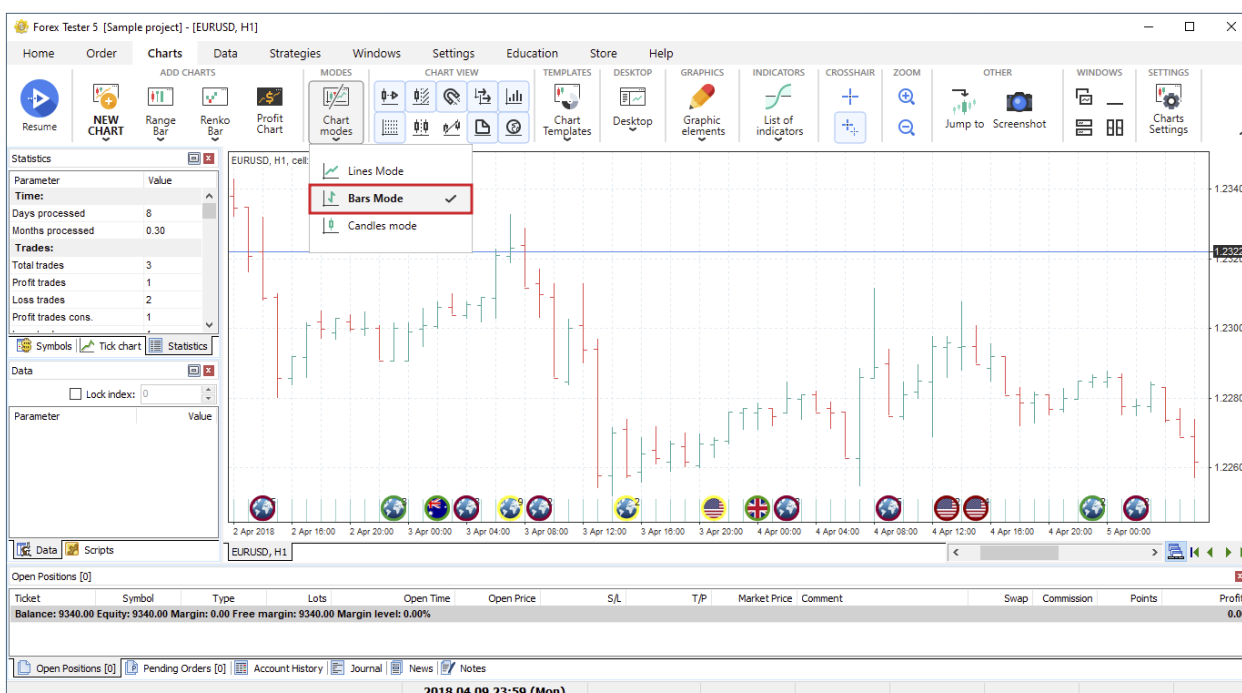 Forex Tester 5 [Sample project] - [EURUSD, H1]
Home Order Charts Data Strategies Windows Settings Education Store Help
ADD CHARTS MODES CHART VIEW TEMPLATES DESKTOP GRAPHICS INDICATORS CROSSHAIR ZOOM OTHER WINDOWS SETTINGS
Resume
NEW CHART
Range Bar
Renko Bar
Profit Chart
Chart modes
Chart Templates
Desktop
Graphic elements
List of indicators
Jump to
Screenshot
Charts Settings
Lines Mode
Bars Mode
Candles mode
Statistics
Parameter Value
Time:
Days processed 8
Months processed 0.30
Trades:
Total trades 3
Profit trades 1
Loss trades 2
Profit trades cons. 1
Symbols Tick chart Statistics
Data
Lock index: 0
Parameter Value
Data Scripts
EURUSD, H1, cell:
1.2340
1.2322
1.2320
1.2300
1.2280
1.2260
2 Apr 2018 2 Apr 16:00 2 Apr 20:00 3 Apr 00:00 3 Apr 04:00 3 Apr 08:00 3 Apr 12:00 3 Apr 16:00 3 Apr 20:00 4 Apr 00:00 4 Apr 04:00 4 Apr 08:00 4 Apr 12:00 4 Apr 16:00 4 Apr 20:00 5 Apr 00:00
EURUSD, H1
Open Positions [0]
Ticket Symbol Type Lots Open Time Open Price S/L T/P Market Price Comment Swap Commission Points Profit
Balance: 9340.00 Equity: 9340.00 Margin: 0.00 Free margin: 9340.00 Margin level: 0.00% 0.0
Open Positions [0] Pending Orders [0] Account History Journal News Notes
2018.04.09 23:59 (Mon)